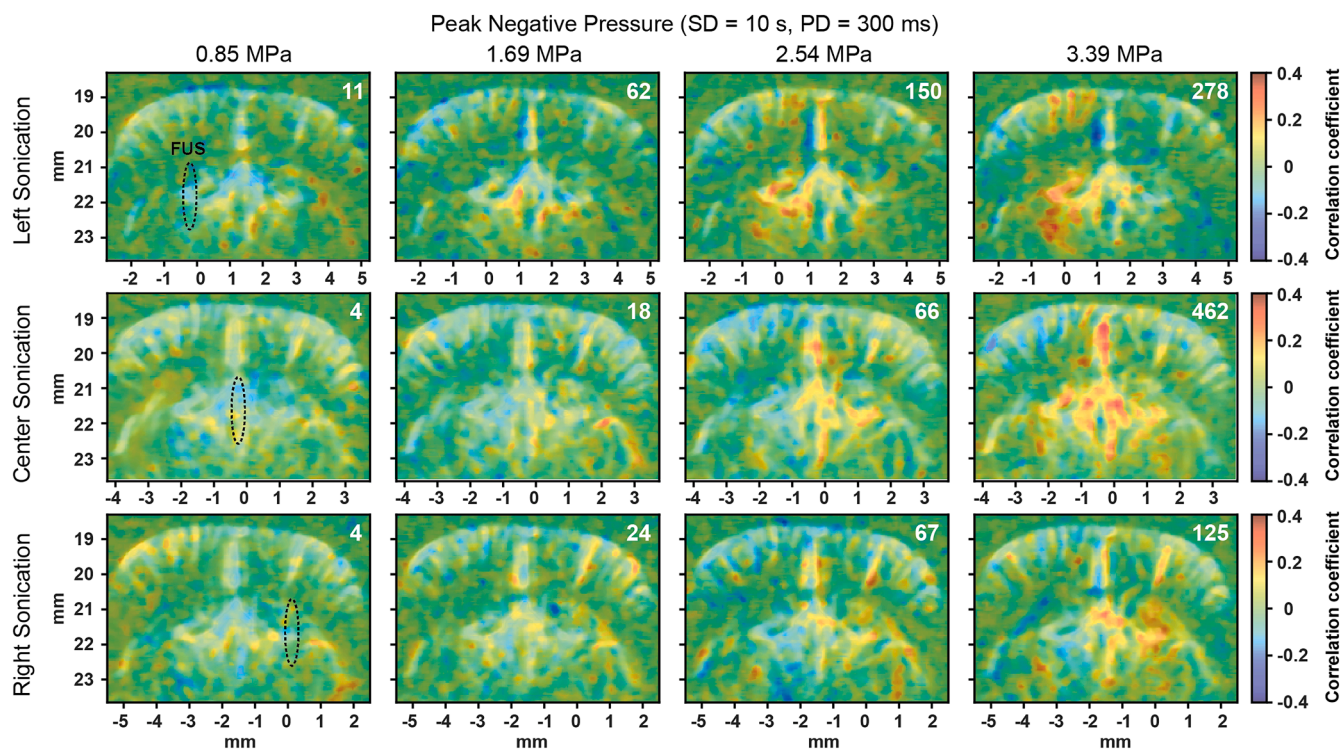 Peak Negative Pressure (SD = 10 s, PD = 300 ms)
0.85 MPa 1.69 MPa 2.54 MPa 3.39 MPa
Left Sonication
mm
19
20
21
22
23
11
FUS
62
150
278
-2 -1 0 1 2 3 4 5
-2 -1 0 1 2 3 4 5
-2 -1 0 1 2 3 4 5
-2 -1 0 1 2 3 4 5
0.4
0.2
0
-0.2
-0.4
Correlation coefficient
Center Sonication
mm
19
20
21
22
23
4
18
66
462
-4 -3 -2 -1 0 1 2 3
-4 -3 -2 -1 0 1 2 3
-4 -3 -2 -1 0 1 2 3
-4 -3 -2 -1 0 1 2 3
0.4
0.2
0
-0.2
-0.4
Correlation coefficient
Right Sonication
mm
19
20
21
22
23
4
24
67
125
-5 -4 -3 -2 -1 0 1 2
-5 -4 -3 -2 -1 0 1 2
-5 -4 -3 -2 -1 0 1 2
-5 -4 -3 -2 -1 0 1 2
mm mm mm mm
0.4
0.2
0
-0.2
-0.4
Correlation coefficient